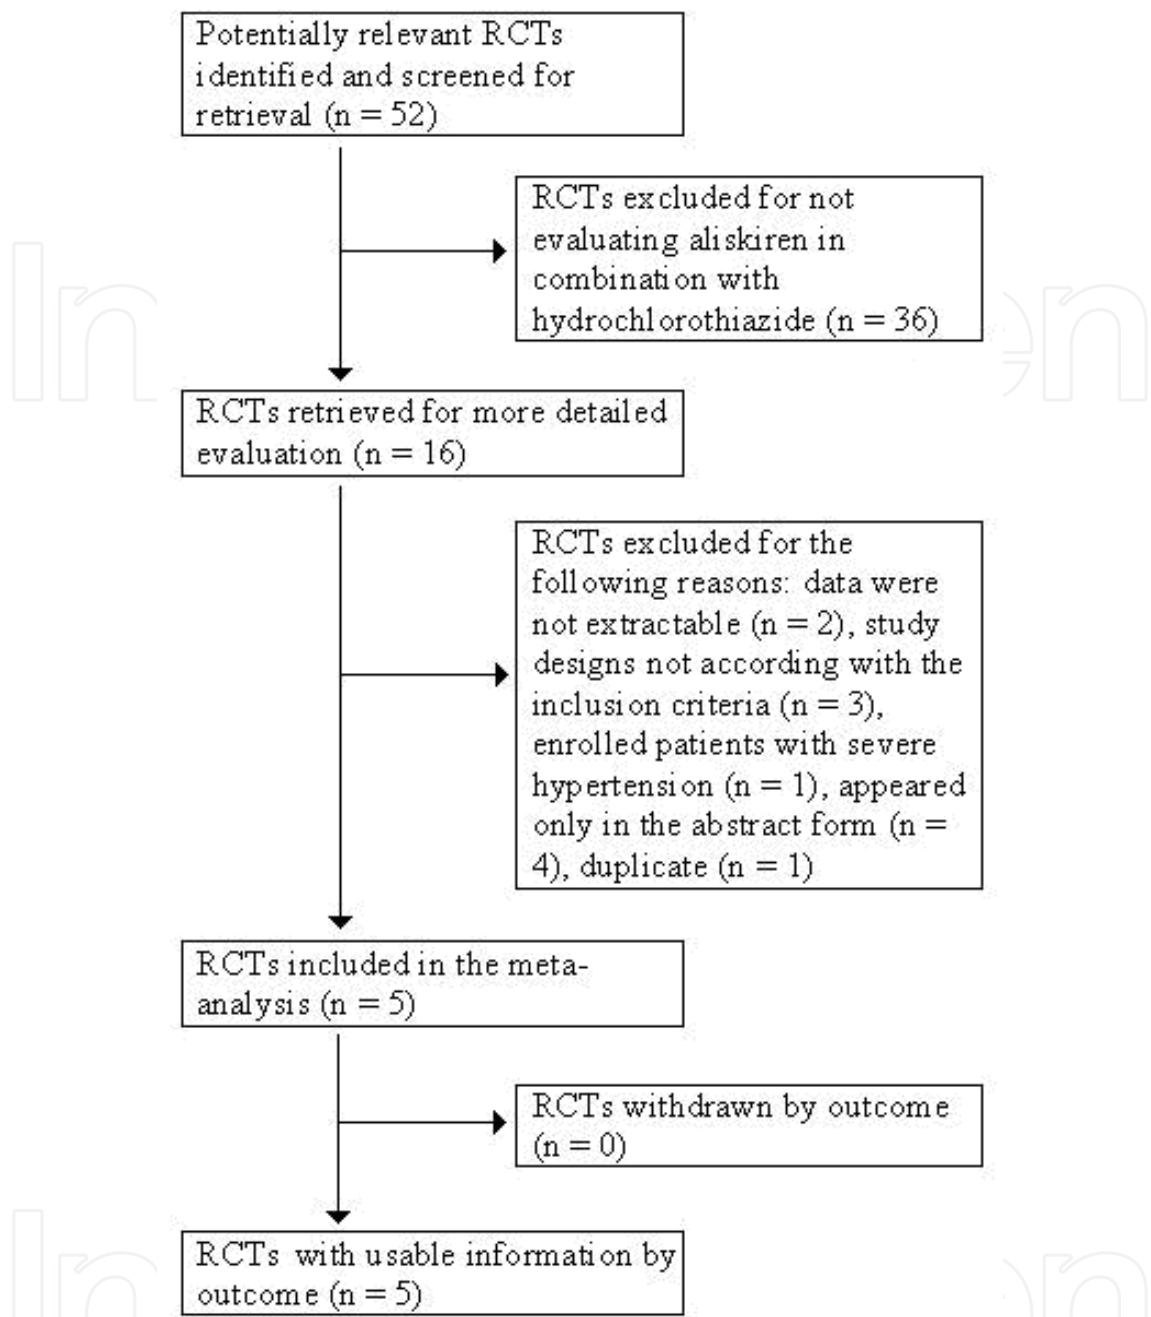 Potentially relevant RCTs
identified and screened for
retrieval (n = 52)
RCTs excluded for not
evaluating aliskiren in
combination with
hydrochlorothiazide (n = 36)
RCTs retrieved for more detailed
evaluation (n = 16)
RCTs excluded for the
following reasons: data were
not extractable (n = 2), study
designs not according with the
inclusion criteria (n = 3),
enrolled patients with severe
hypertension (n = 1), appeared
only in the abstract form (n =
4), duplicate (n = 1)
RCTs included in the meta-
analysis (n = 5)
RCTs withdrawn by outcome
(n = 0)
RCTs with usable information by
outcome (n = 5)